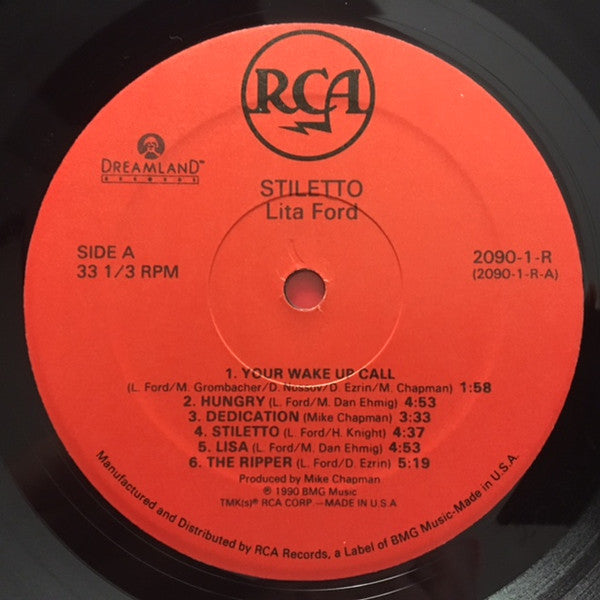 RCA
DREAMLAND™
RECORDS
STILETTO
Lita Ford
SIDE A
33 1/3 RPM
2090-1-R
(2090-1-R-A)
1. YOUR WAKE UP CALL
(L. Ford/M. Grombacher/D. Nossov/D. Ezrin/M. Chapman) 1:58
2. HUNGRY (L. Ford/M. Dan Ehmig) 4:53
3. DEDICATION (Mike Chapman) 3:33
4. STILETTO (L. Ford/H. Knight) 4:37
5. LISA (L. Ford/M. Dan Ehmig) 4:53
6. THE RIPPER (L. Ford/D. Ezrin) 5:19
Produced by Mike Chapman
℗ 1990 BMG Music
TMK(s)® RCA CORP.—MADE IN U.S.A
Manufactured and Distributed by RCA Records, a Label of BMG Music-Made in U.S.A.